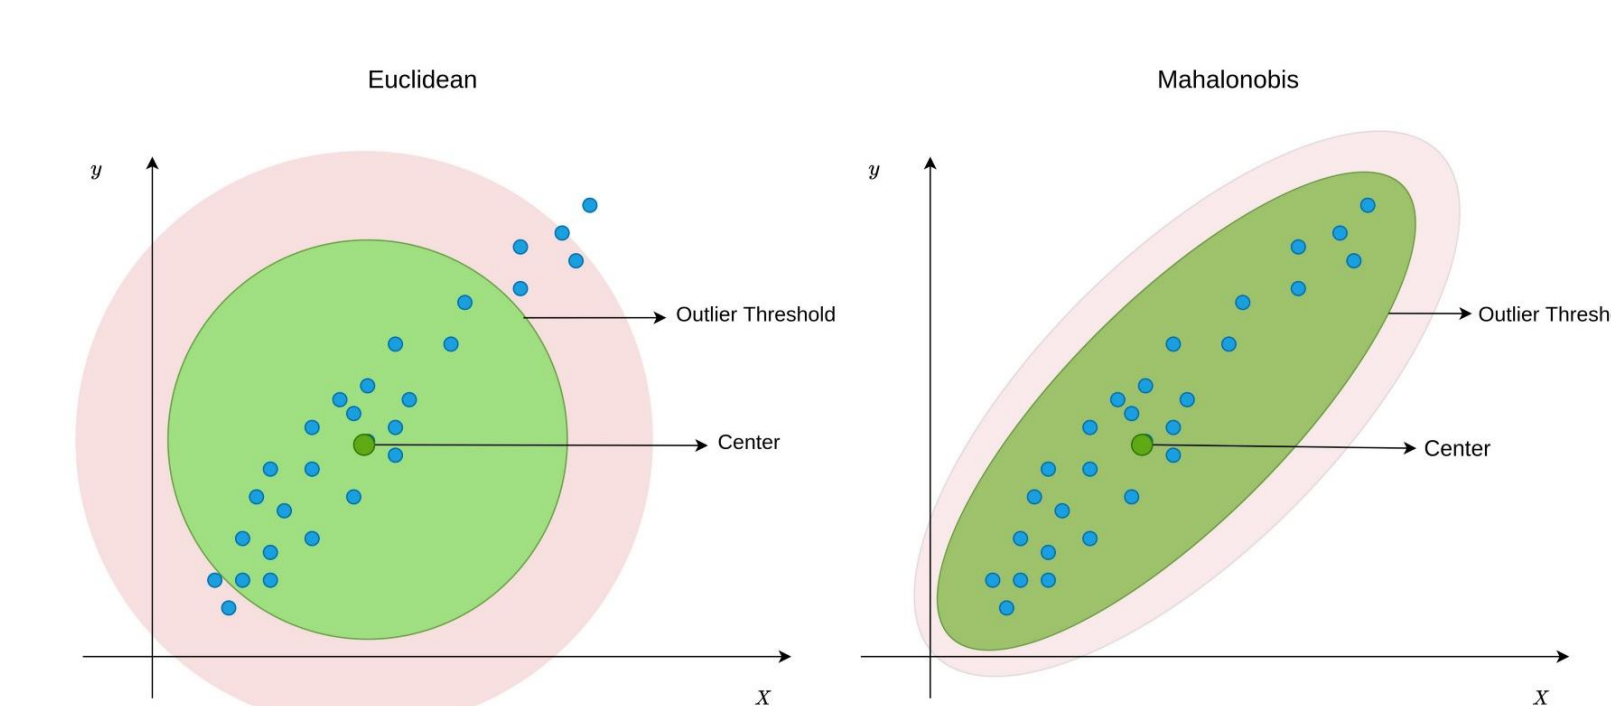 Euclidean
Mahalonobis
y
y
Outlier Threshold
Outlier Thresh
Center
Center
X
X